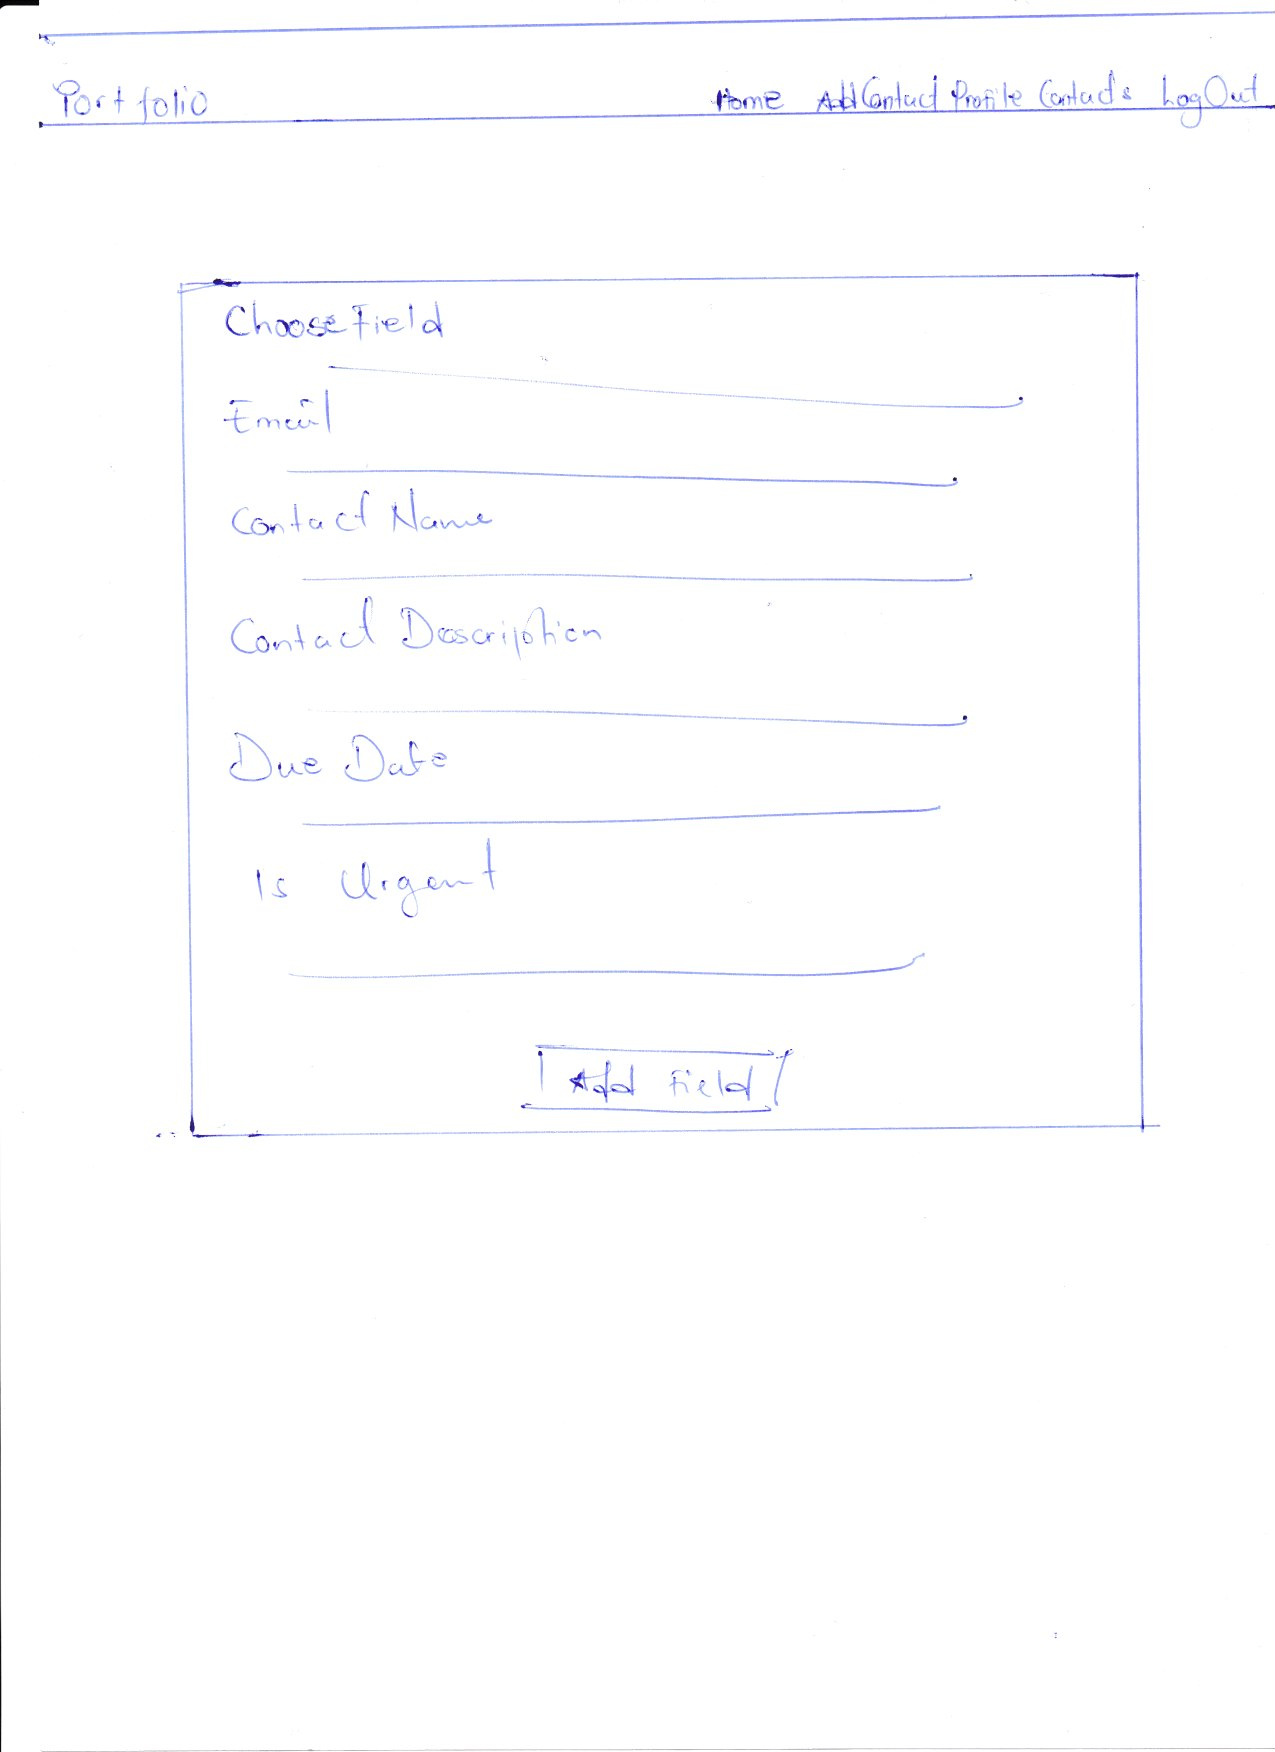 Portfolio Home Add Contact Profile Contacts LogOut
Choose Field
Email
Contact Name
Contact Description
Due Date
Is Urgent
Add Field